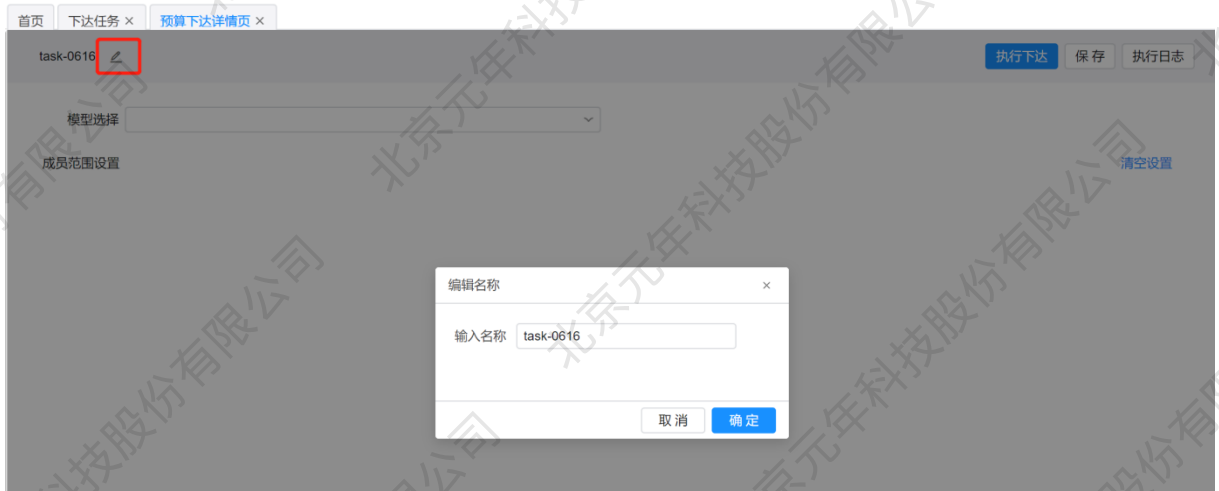 首页 下达任务 × 预算下达详情页 ×
task-0616 执行下达 保存 执行日志
模型选择
成员范围设置 清空设置
编辑名称 ×
输入名称 task-0616
取消 确定
北京元年科技股份有限公司